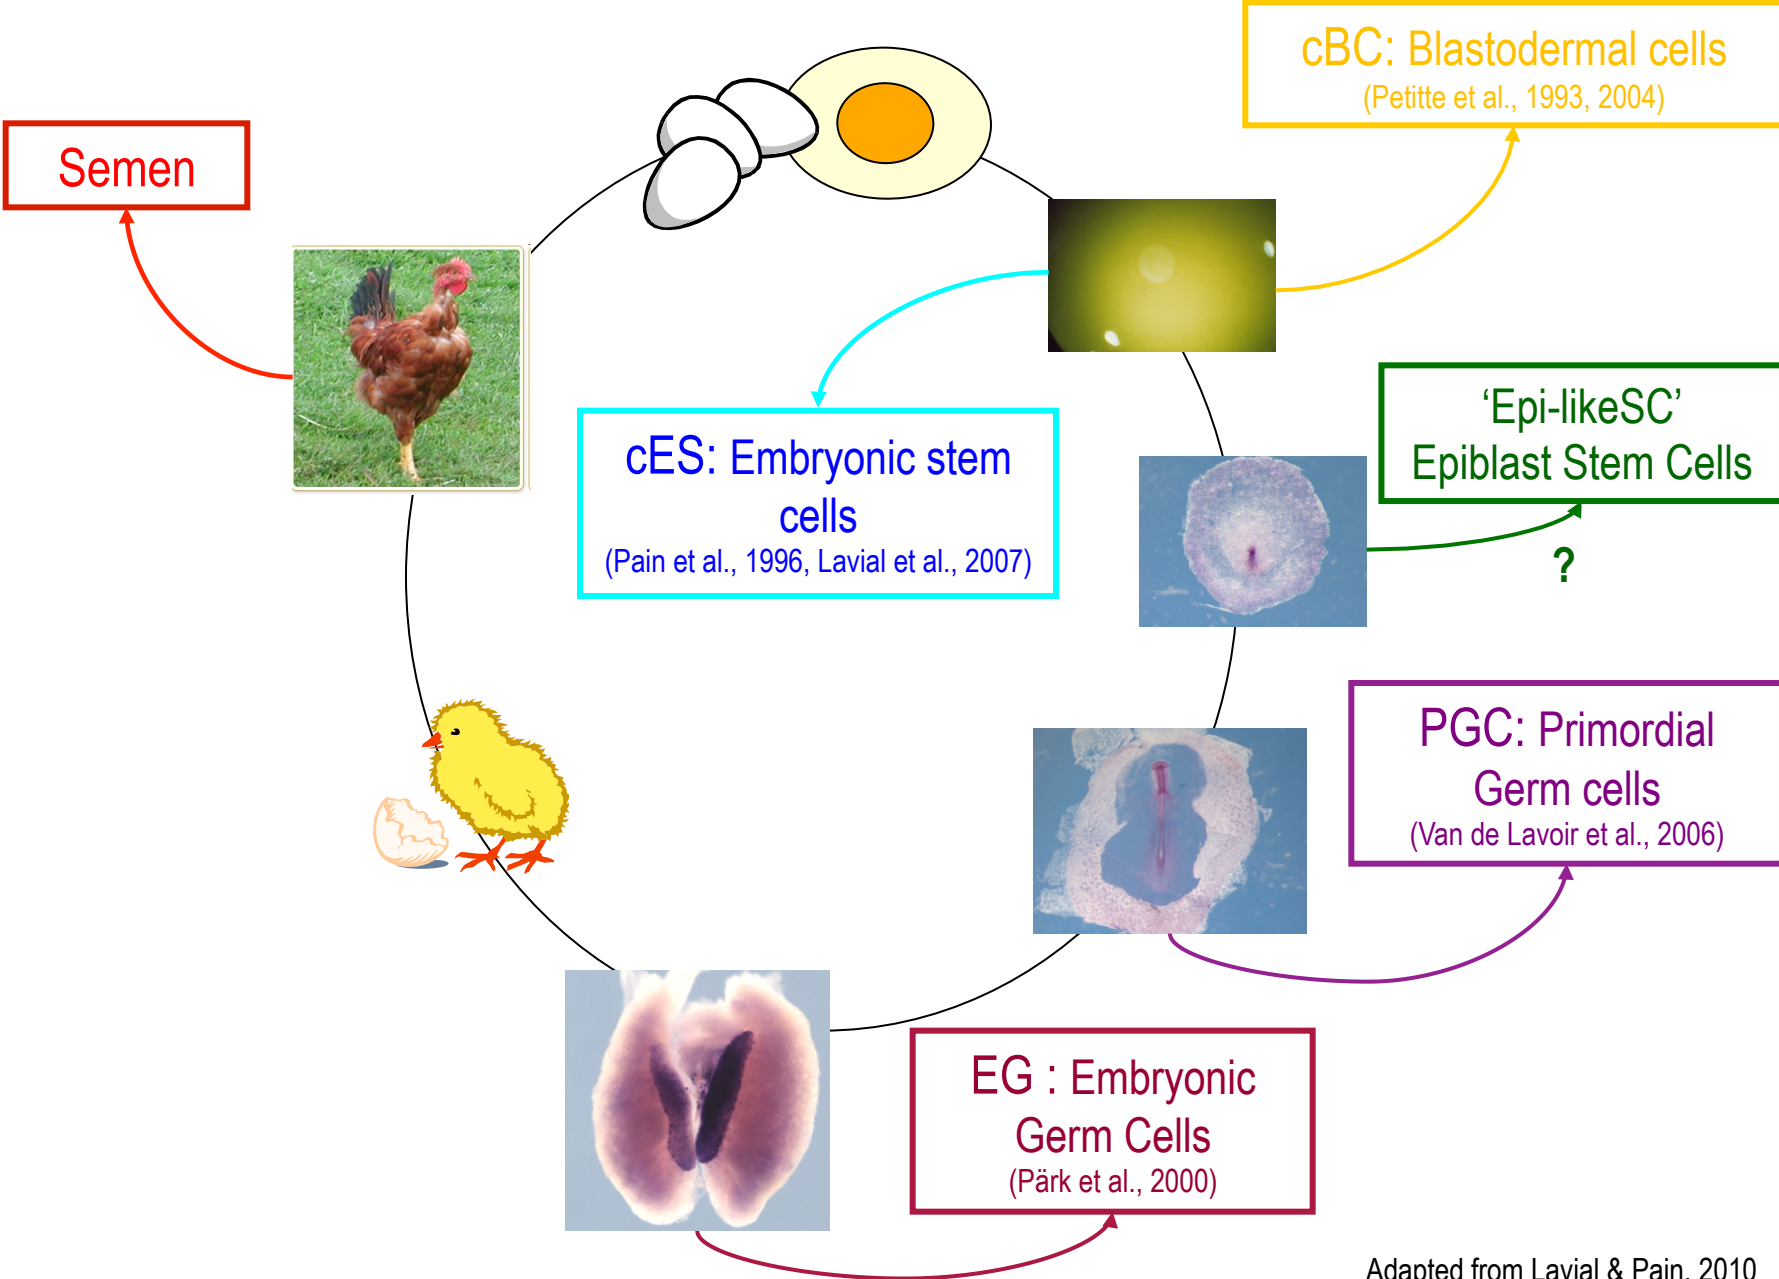 cBC: Blastodermal cells
(Petitte et al., 1993, 2004)
Semen
'Epi-likeSC'
Epiblast Stem Cells
?
cES: Embryonic stem
cells
(Pain et al., 1996, Lavial et al., 2007)
PGC: Primordial
Germ cells
(Van de Lavoir et al., 2006)
EG : Embryonic
Germ Cells
(Pärk et al., 2000)
Adapted from Lavial & Pain, 2010